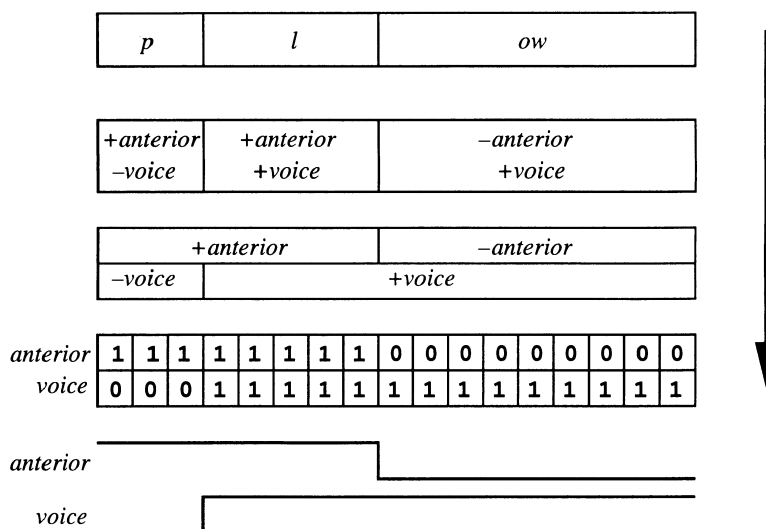 p l ow
+anterior +anterior –anterior
–voice +voice +voice
+anterior –anterior
–voice +voice
anterior 1 1 1 1 1 1 1 1 0 0 0 0 0 0 0 0 0
voice 0 0 0 1 1 1 1 1 1 1 1 1 1 1 1 1 1
anterior
voice